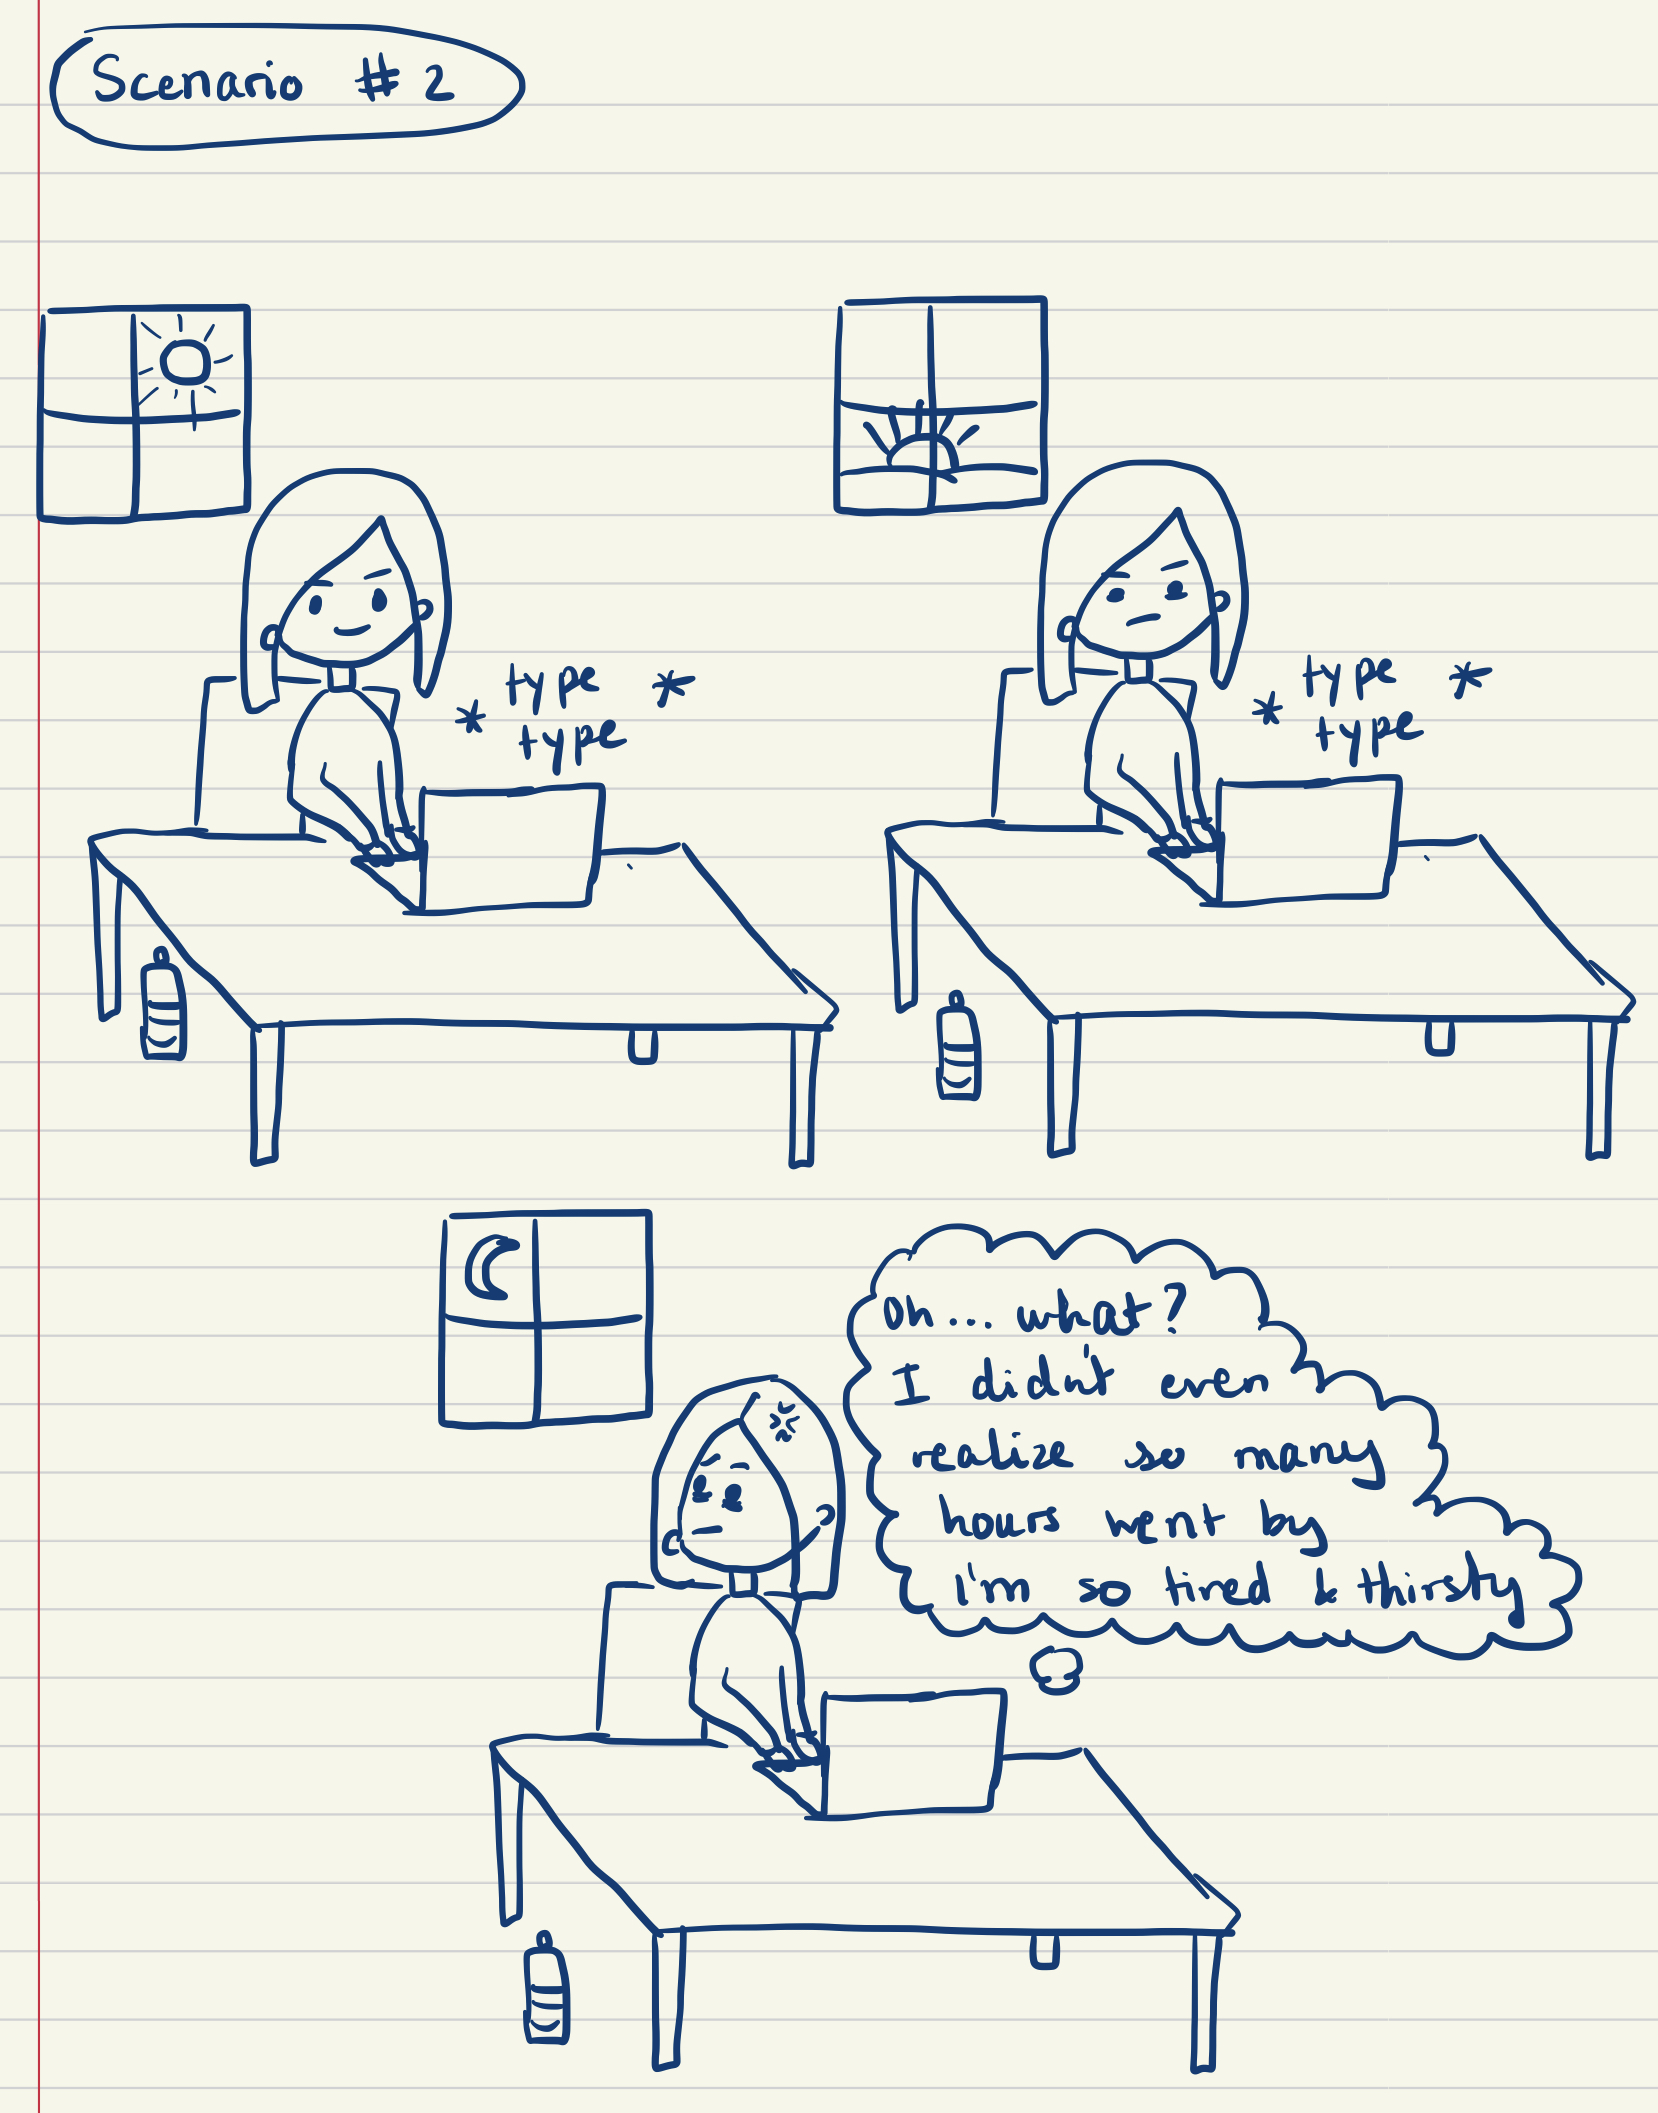 Scenario #2
* type *
type
* type *
type
Oh... what?
I didn't even
realize so many
hours went by
I'm so tired & thirsty